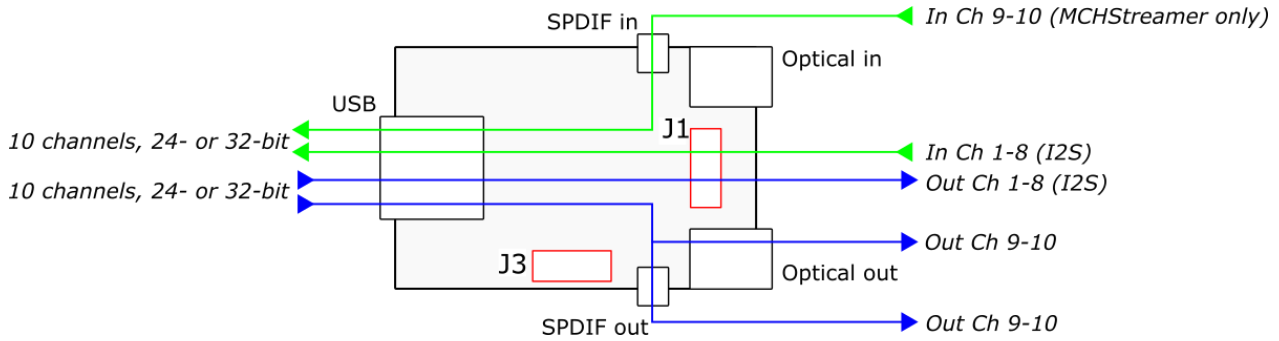 SPDIF in
In Ch 9-10 (MCHStreamer only)
Optical in
USB
J1
10 channels, 24- or 32-bit
In Ch 1-8 (I2S)
10 channels, 24- or 32-bit
Out Ch 1-8 (I2S)
Out Ch 9-10
J3
Optical out
SPDIF out
Out Ch 9-10